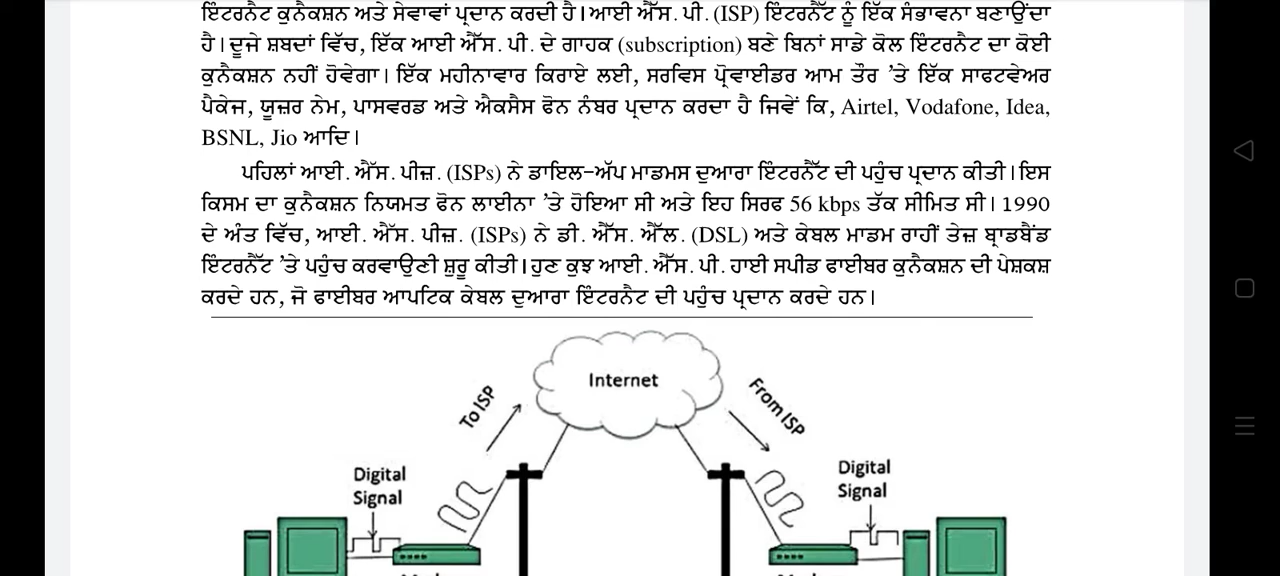 ਇੰਟਰਨੈਟ ਕੁਨੈਕਸ਼ਨ ਅਤੇ ਸੇਵਾਵਾਂ ਪ੍ਰਦਾਨ ਕਰਦੀ ਹੈ। ਆਈ ਐੱਸ. ਪੀ. (ISP) ਇੰਟਰਨੈੱਟ ਨੂੰ ਇੱਕ ਸੰਭਾਵਨਾ ਬਣਾਉਂਦਾ
ਹੈ। ਦੂਜੇ ਸ਼ਬਦਾਂ ਵਿੱਚ, ਇੱਕ ਆਈ ਐੱਸ. ਪੀ. ਦੇ ਗਾਹਕ (subscription) ਬਣੇ ਬਿਨਾਂ ਸਾਡੇ ਕੋਲ ਇੰਟਰਨੈਟ ਦਾ ਕੋਈ
ਕੁਨੈਕਸ਼ਨ ਨਹੀਂ ਹੋਵੇਗਾ। ਇੱਕ ਮਹੀਨਾਵਾਰ ਕਿਰਾਏ ਲਈ, ਸਰਵਿਸ ਪ੍ਰੋਵਾਈਡਰ ਆਮ ਤੌਰ 'ਤੇ ਇੱਕ ਸਾਫਟਵੇਅਰ
ਪੈਕੇਜ, ਯੂਜ਼ਰ ਨੇਮ, ਪਾਸਵਰਡ ਅਤੇ ਐਕਸੈਸ ਫੋਨ ਨੰਬਰ ਪ੍ਰਦਾਨ ਕਰਦਾ ਹੈ ਜਿਵੇਂ ਕਿ, Airtel, Vodafone, Idea,
BSNL, Jio ਆਦਿ।
ਪਹਿਲਾਂ ਆਈ. ਐੱਸ. ਪੀਜ਼. (ISPs) ਨੇ ਡਾਇਲ-ਅੱਪ ਮਾਡਮਸ ਦੁਆਰਾ ਇੰਟਰਨੈੱਟ ਦੀ ਪਹੁੰਚ ਪ੍ਰਦਾਨ ਕੀਤੀ। ਇਸ
ਕਿਸਮ ਦਾ ਕੁਨੈਕਸ਼ਨ ਨਿਯਮਤ ਫੋਨ ਲਾਈਨਾ 'ਤੇ ਹੋਇਆ ਸੀ ਅਤੇ ਇਹ ਸਿਰਫ 56 kbps ਤੱਕ ਸੀਮਿਤ ਸੀ। 1990
ਦੇ ਅੰਤ ਵਿੱਚ, ਆਈ. ਐੱਸ. ਪੀਜ਼. (ISPs) ਨੇ ਡੀ. ਐੱਸ. ਐੱਲ. (DSL) ਅਤੇ ਕੇਬਲ ਮਾਡਮ ਰਾਹੀਂ ਤੇਜ਼ ਬ੍ਰਾਡਬੈਂਡ
ਇੰਟਰਨੈੱਟ 'ਤੇ ਪਹੁੰਚ ਕਰਵਾਉਣੀ ਸ਼ੁਰੂ ਕੀਤੀ। ਹੁਣ ਕੁਝ ਆਈ. ਐੱਸ. ਪੀ. ਹਾਈ ਸਪੀਡ ਫਾਈਬਰ ਕੁਨੈਕਸ਼ਨ ਦੀ ਪੇਸ਼ਕਸ਼
ਕਰਦੇ ਹਨ, ਜੋ ਫਾਈਬਰ ਆਪਟਿਕ ਕੇਬਲ ਦੁਆਰਾ ਇੰਟਰਨੈਟ ਦੀ ਪਹੁੰਚ ਪ੍ਰਦਾਨ ਕਰਦੇ ਹਨ।
Internet
To ISP
From ISP
Digital
Signal
Digital
Signal